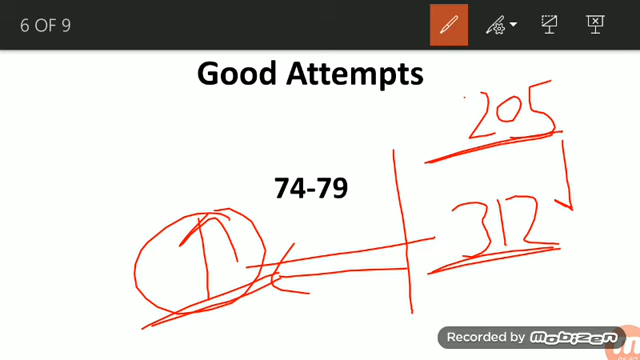 6 OF 9
Good Attempts
205
74-79
312
Recorded by
MOBIZEN